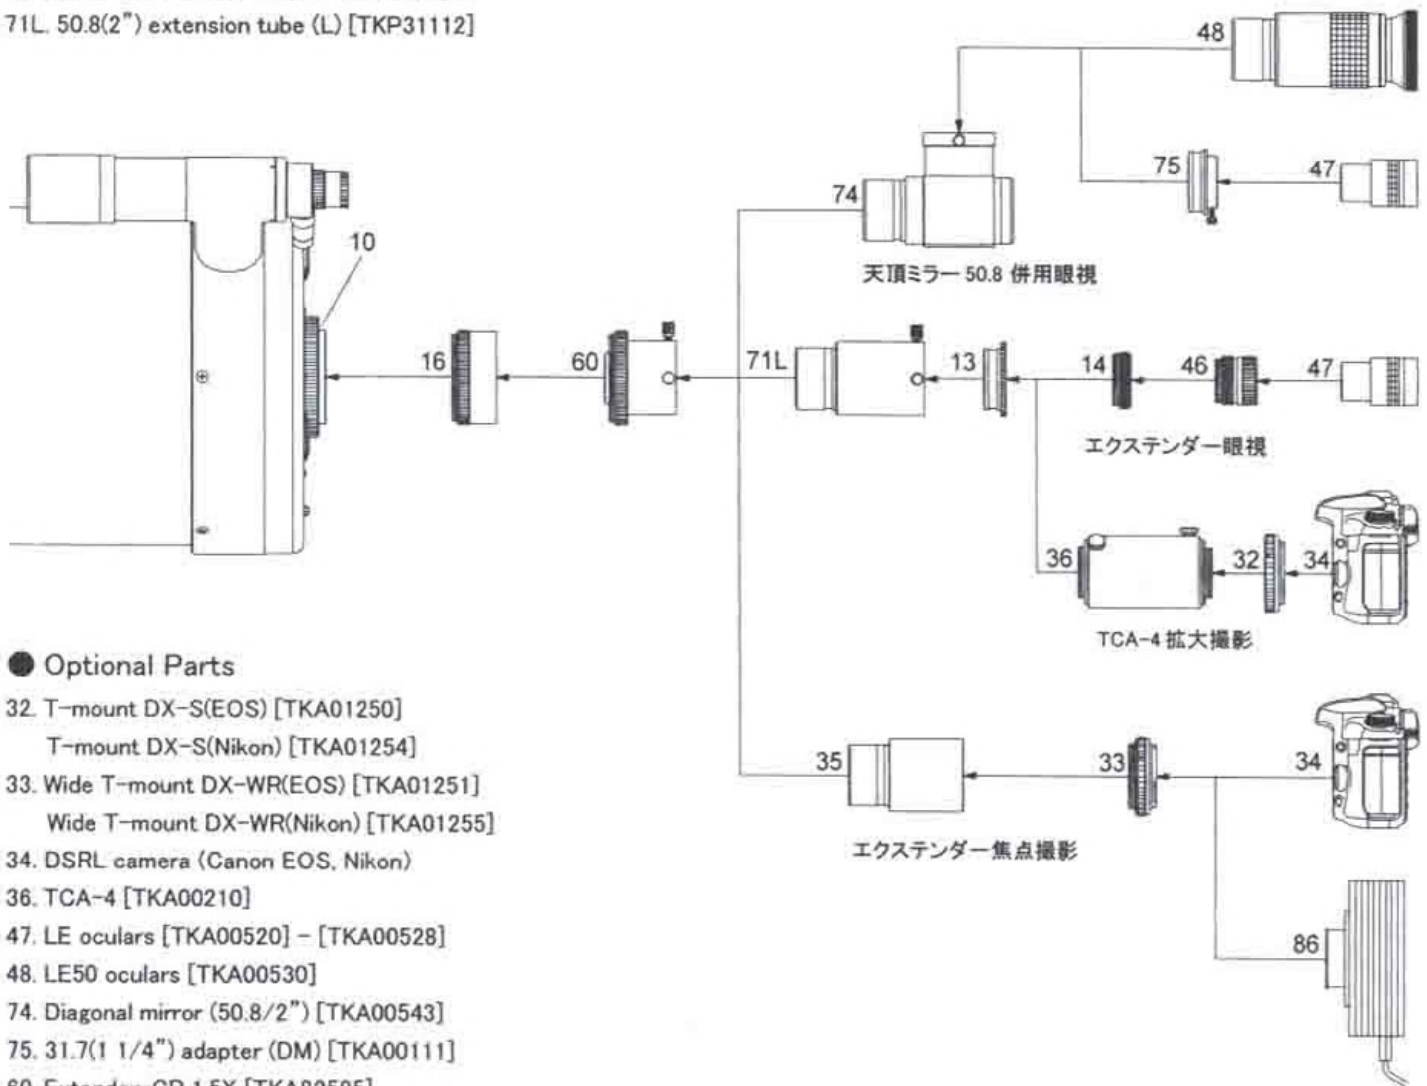 71L. 50.8(2”) extension tube (L) [TKP31112]
48
75
47
74
天頂ミラー 50.8 併用眼視
10
16
60
71L
13
14
46
47
エクステンダー眼視
36
32
34
TCA-4 拡大撮影
35
33
34
エクステンダー焦点撮影
86
● Optional Parts
32. T-mount DX-S(EOS) [TKA01250]
T-mount DX-S(Nikon) [TKA01254]
33. Wide T-mount DX-WR(EOS) [TKA01251]
Wide T-mount DX-WR(Nikon) [TKA01255]
34. DSRL camera (Canon EOS, Nikon)
36. TCA-4 [TKA00210]
47. LE oculars [TKA00520] - [TKA00528]
48. LE50 oculars [TKA00530]
74. Diagonal mirror (50.8/2”) [TKA00543]
75. 31.7(1 1/4”) adapter (DM) [TKA00111]